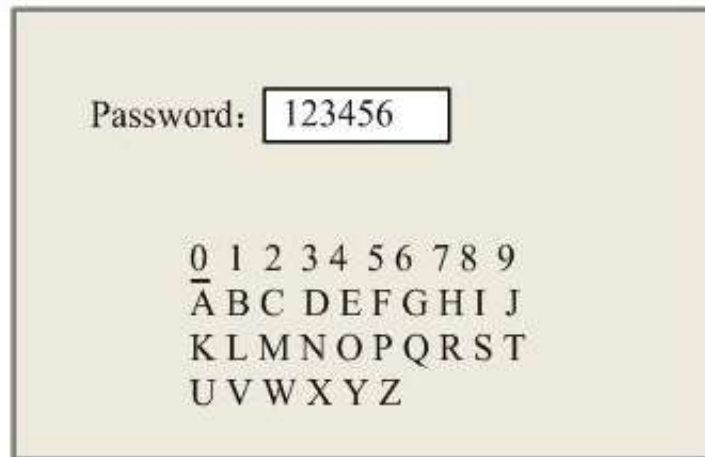 Password: 123456
0 1 2 3 4 5 6 7 8 9
A B C D E F G H I J
K L M N O P Q R S T
U V W X Y Z